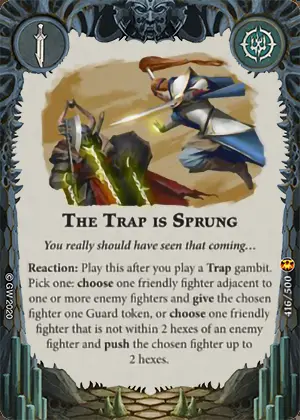 THE TRAP IS SPRUNG
You really should have seen that coming…
Reaction: Play this after you play a Trap gambit.
Pick one: choose one friendly fighter adjacent to
one or more enemy fighters and give the chosen
fighter one Guard token, or choose one friendly
fighter that is not within 2 hexes of an enemy
fighter and push the chosen fighter up to
2 hexes.
© GW 2020
416/500